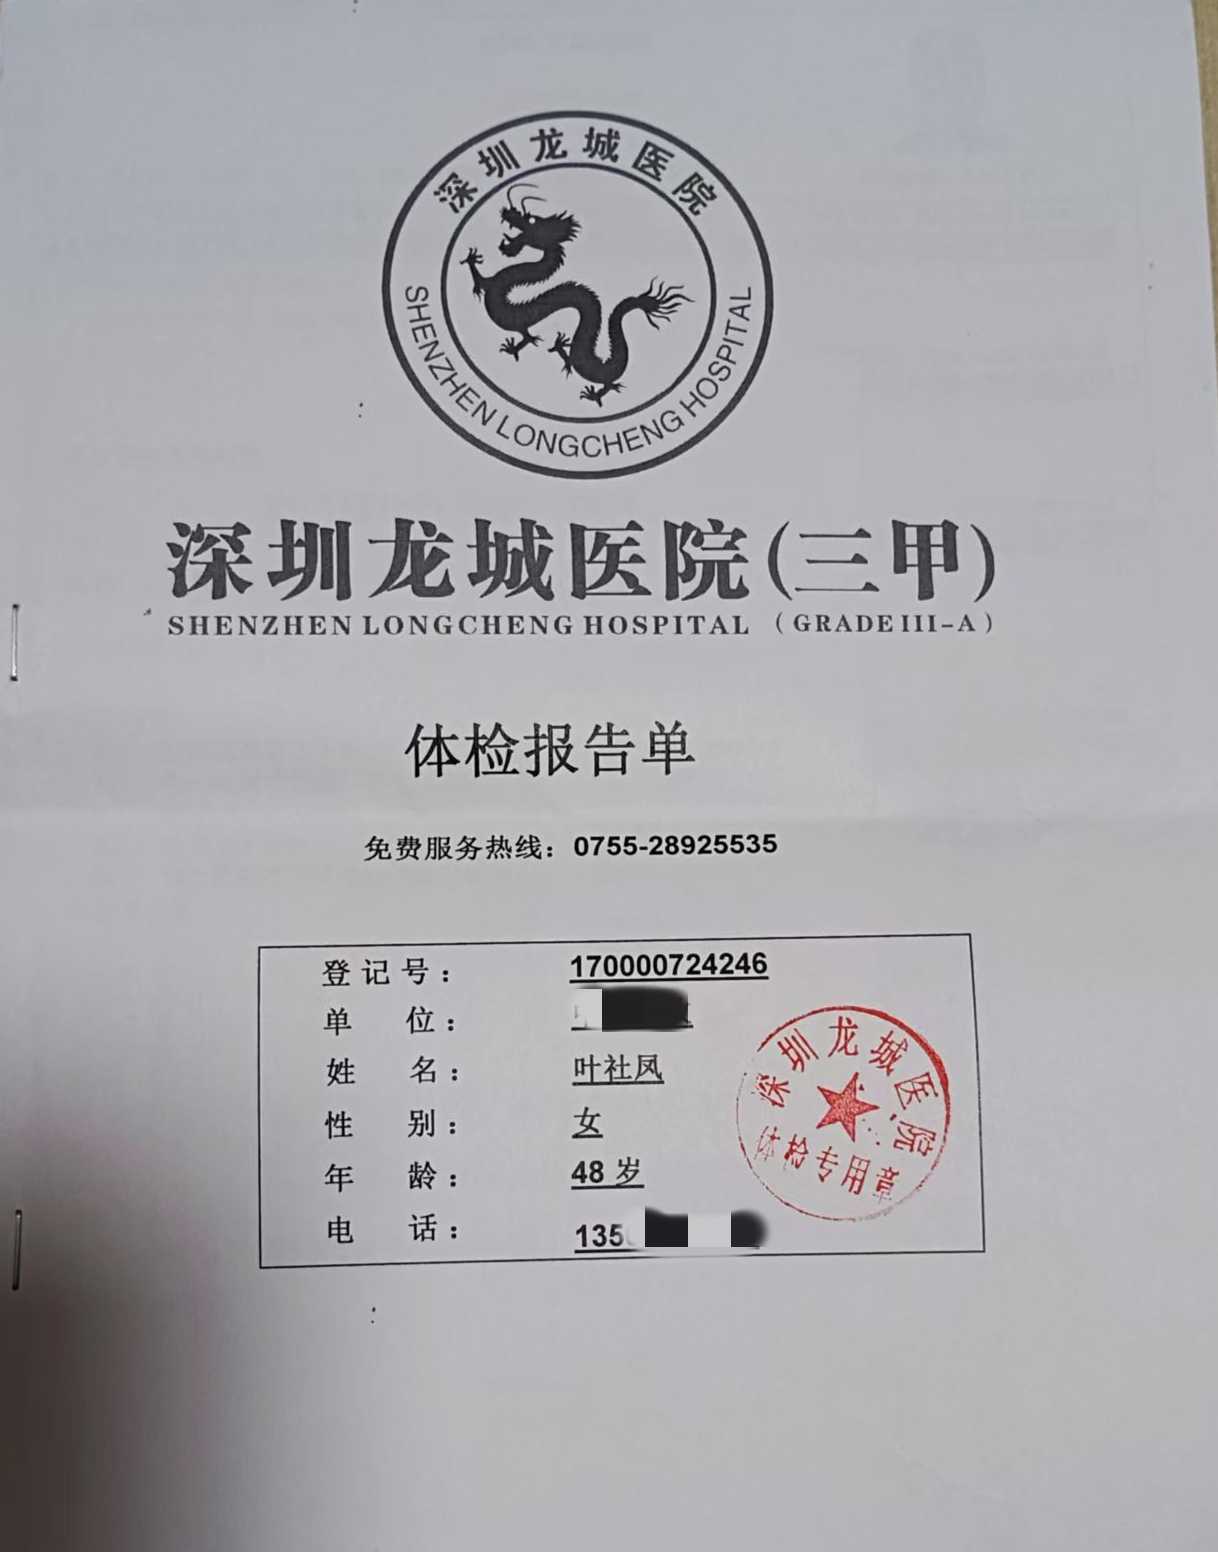 深圳龙城医院
SHENZHEN LONGCHENG HOSPITAL
深圳龙城医院(三甲)
SHENZHEN LONGCHENG HOSPITAL (GRADE III-A)
体检报告单
免费服务热线：0755-28925535
登记号： 170000724246
单 位：
姓 名： 叶社凤
性 别： 女
年 龄： 48 岁
电 话： 135
深圳龙城医院
体检专用章